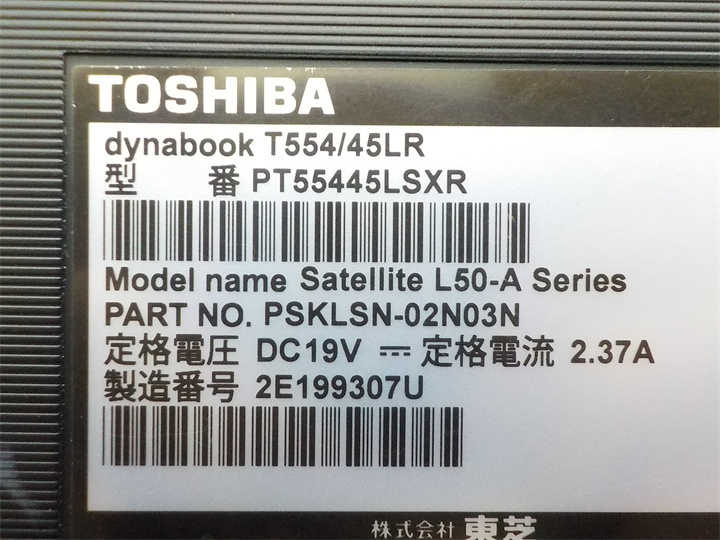 TOSHIBA
dynabook T554/45LR
型 番 PT55445LSXR
Model name Satellite L50-A Series
PART NO. PSKLSN-02N03N
定格電圧 DC19V ⎓ 定格電流 2.37A
製造番号 2E199307U
株式会社 東芝